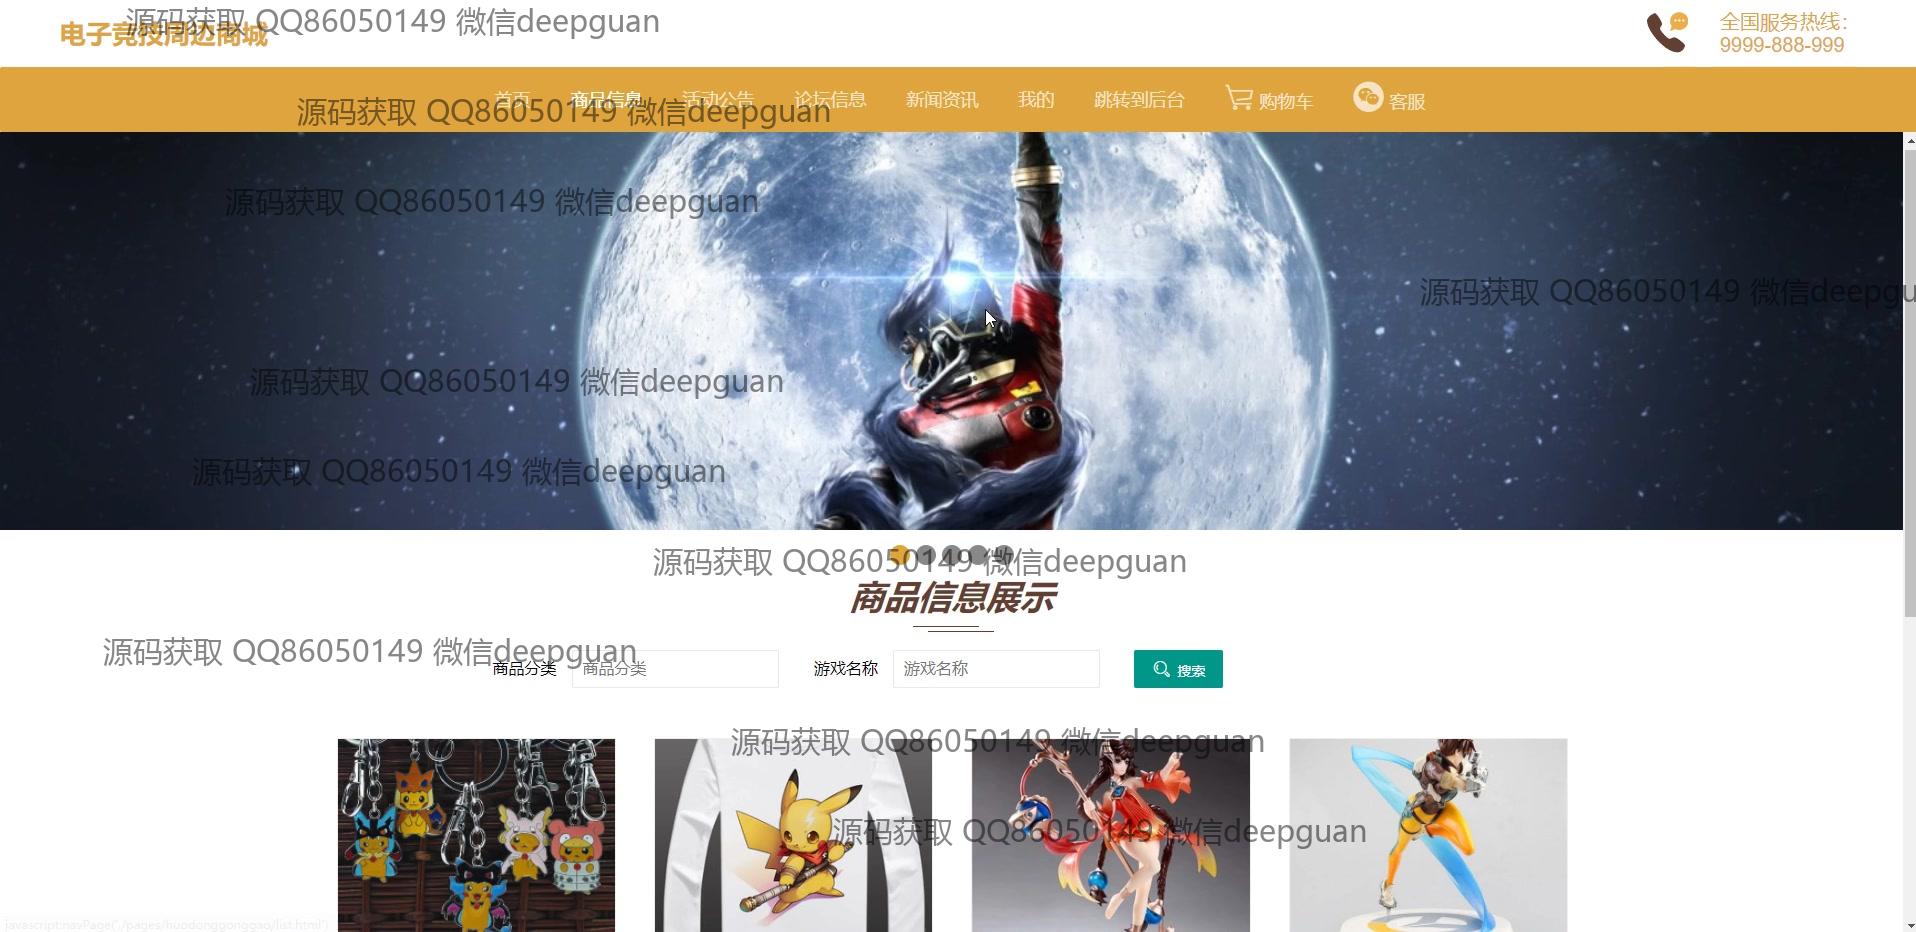 电子竞技周边商城
源码获取 QQ86050149 微信deepguan
全国服务热线：
9999-888-999
首页 商品信息 活动公告 论坛信息 新闻资讯 我的 跳转到后台 购物车 客服
源码获取 QQ86050149 微信deepguan
源码获取 QQ86050149 微信deepguan
源码获取 QQ86050149 微信deepgu
源码获取 QQ86050149 微信deepguan
源码获取 QQ86050149 微信deepguan
源码获取 QQ86050149 微信deepguan
商品信息展示
源码获取 QQ86050149 微信deepguan
商品分类 商品分类 游戏名称 游戏名称 搜索
源码获取 QQ86050149 微信deepguan
源码获取 QQ86050149 微信deepguan
javascript:navPage('./pages/huodonggonggao/list.html')